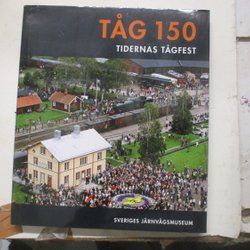 TÅG 150
TIDERNAS TÅGFEST
SVERIGES JÄRNVÄGSMUSEUM